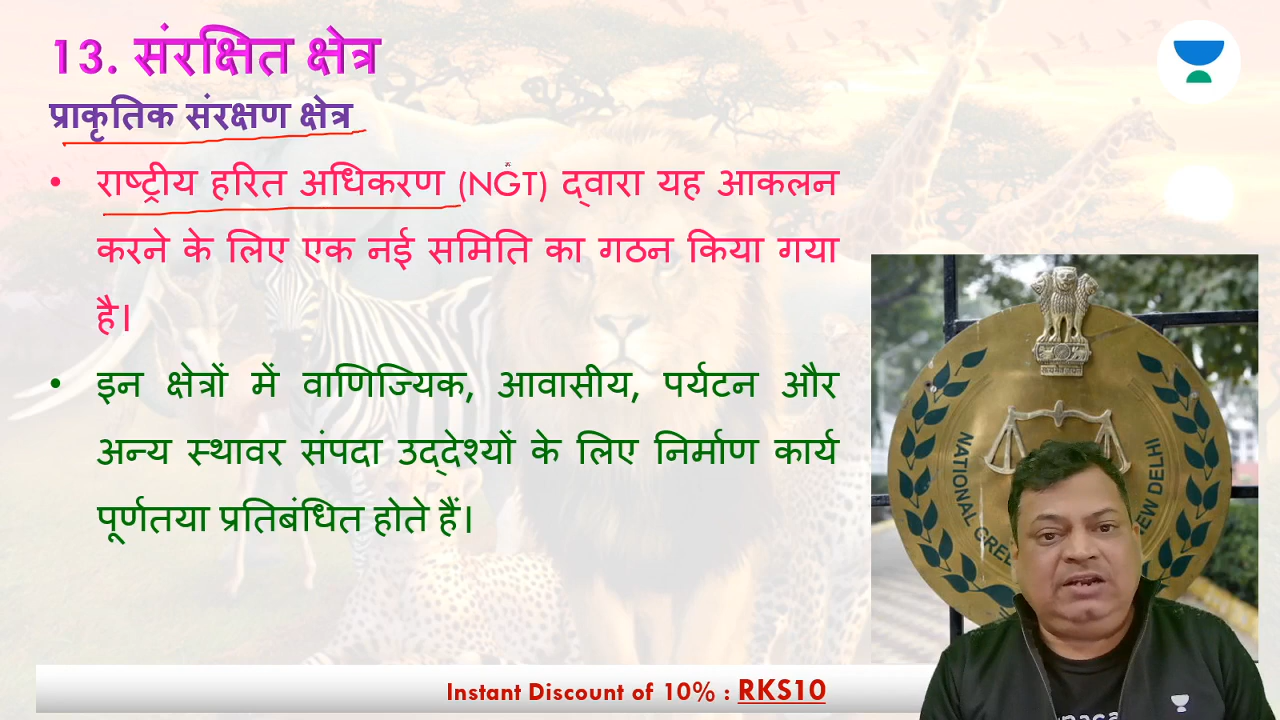 13. संरक्षित क्षेत्र
प्राकृतिक संरक्षण क्षेत्र
• राष्ट्रीय हरित अधिकरण (NGT) द्वारा यह आकलन
करने के लिए एक नई समिति का गठन किया गया
है।
• इन क्षेत्रों में वाणिज्यिक, आवासीय, पर्यटन और
अन्य स्थावर संपदा उद्देश्यों के लिए निर्माण कार्य
पूर्णतया प्रतिबंधित होते हैं।
NATIONAL
NEW DELHI
Instant Discount of 10% : RKS10